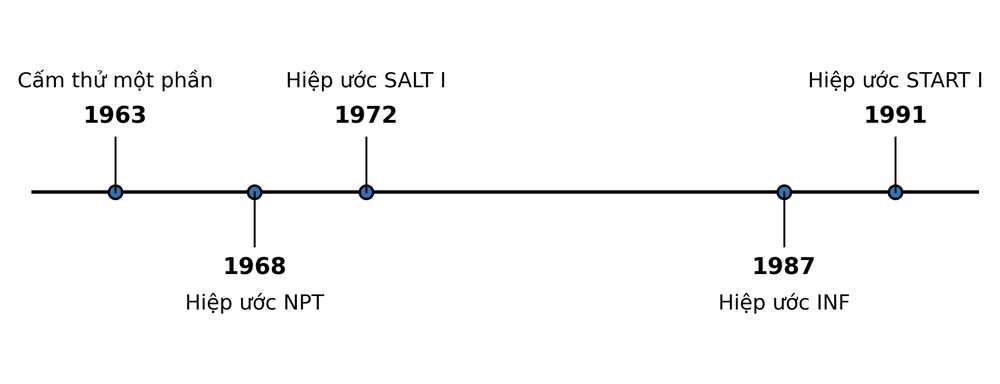 Cấm thử một phần
1963
1968
Hiệp ước NPT
Hiệp ước SALT I
1972
1987
Hiệp ước INF
Hiệp ước START I
1991